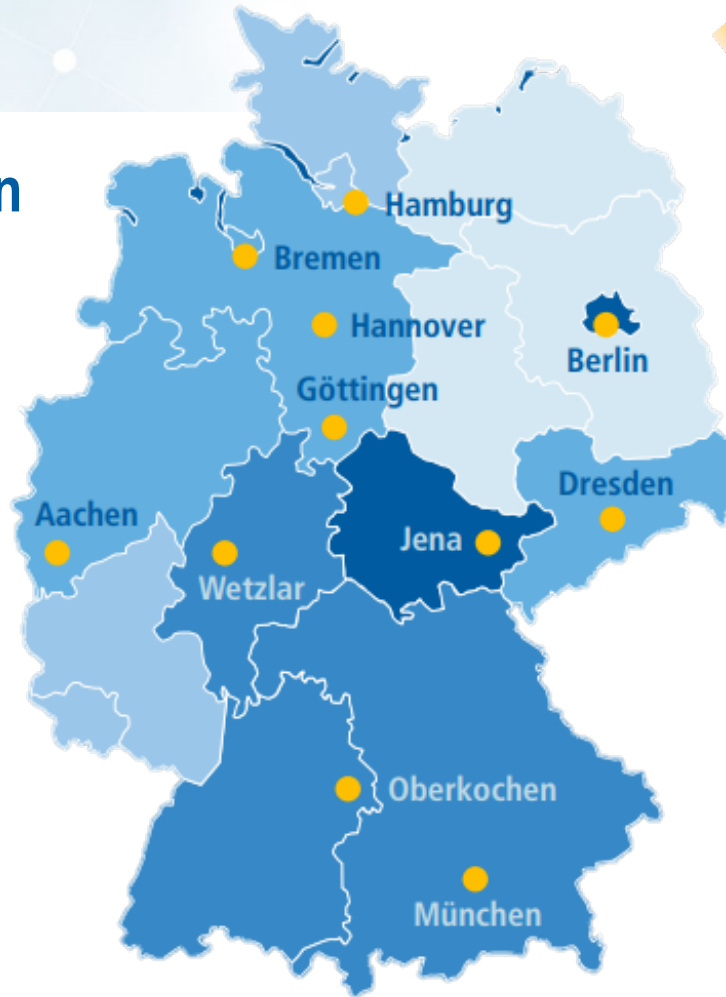 n
Hamburg
Bremen
Hannover
Berlin
Göttingen
Dresden
Aachen
Jena
Wetzlar
Oberkochen
München